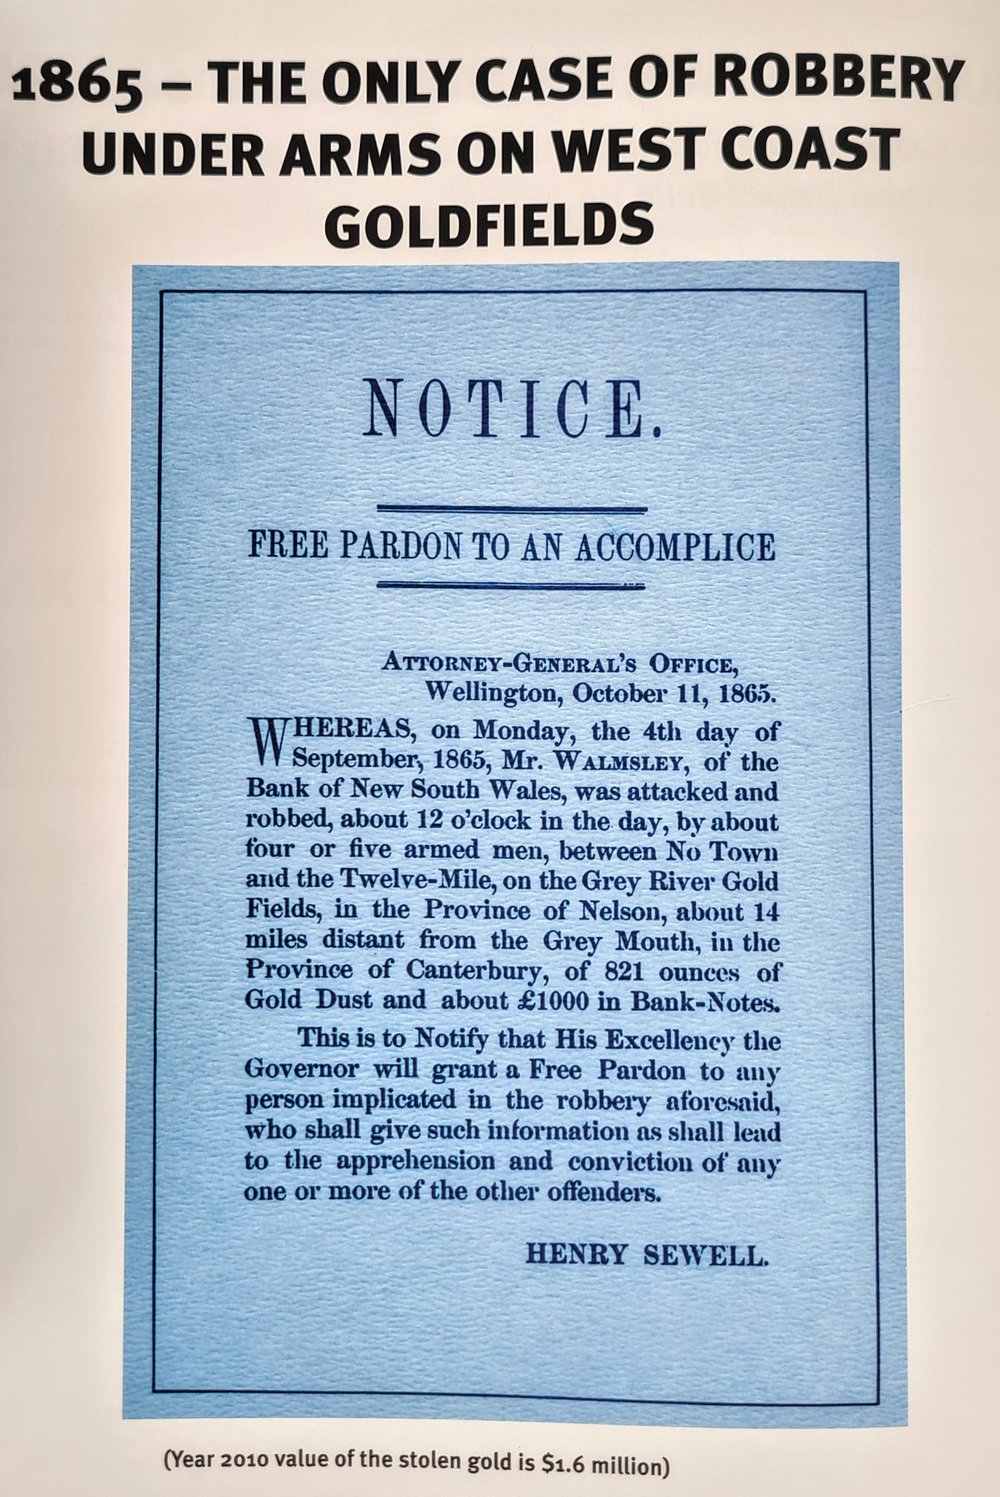 1865 – THE ONLY CASE OF ROBBERY
UNDER ARMS ON WEST COAST
GOLDFIELDS
NOTICE.
FREE PARDON TO AN ACCOMPLICE
ATTORNEY-GENERAL'S OFFICE,
Wellington, October 11, 1865.
WHEREAS, on Monday, the 4th day of
September, 1865, Mr. WALMSLEY, of the
Bank of New South Wales, was attacked and
robbed, about 12 o'clock in the day, by about
four or five armed men, between No Town
and the Twelve-Mile, on the Grey River Gold
Fields, in the Province of Nelson, about 14
miles distant from the Grey Mouth, in the
Province of Canterbury, of 821 ounces of
Gold Dust and about £1000 in Bank-Notes.
This is to Notify that His Excellency the
Governor will grant a Free Pardon to any
person implicated in the robbery aforesaid,
who shall give such information as shall lead
to the apprehension and conviction of any
one or more of the other offenders.
HENRY SEWELL.
(Year 2010 value of the stolen gold is $1.6 million)